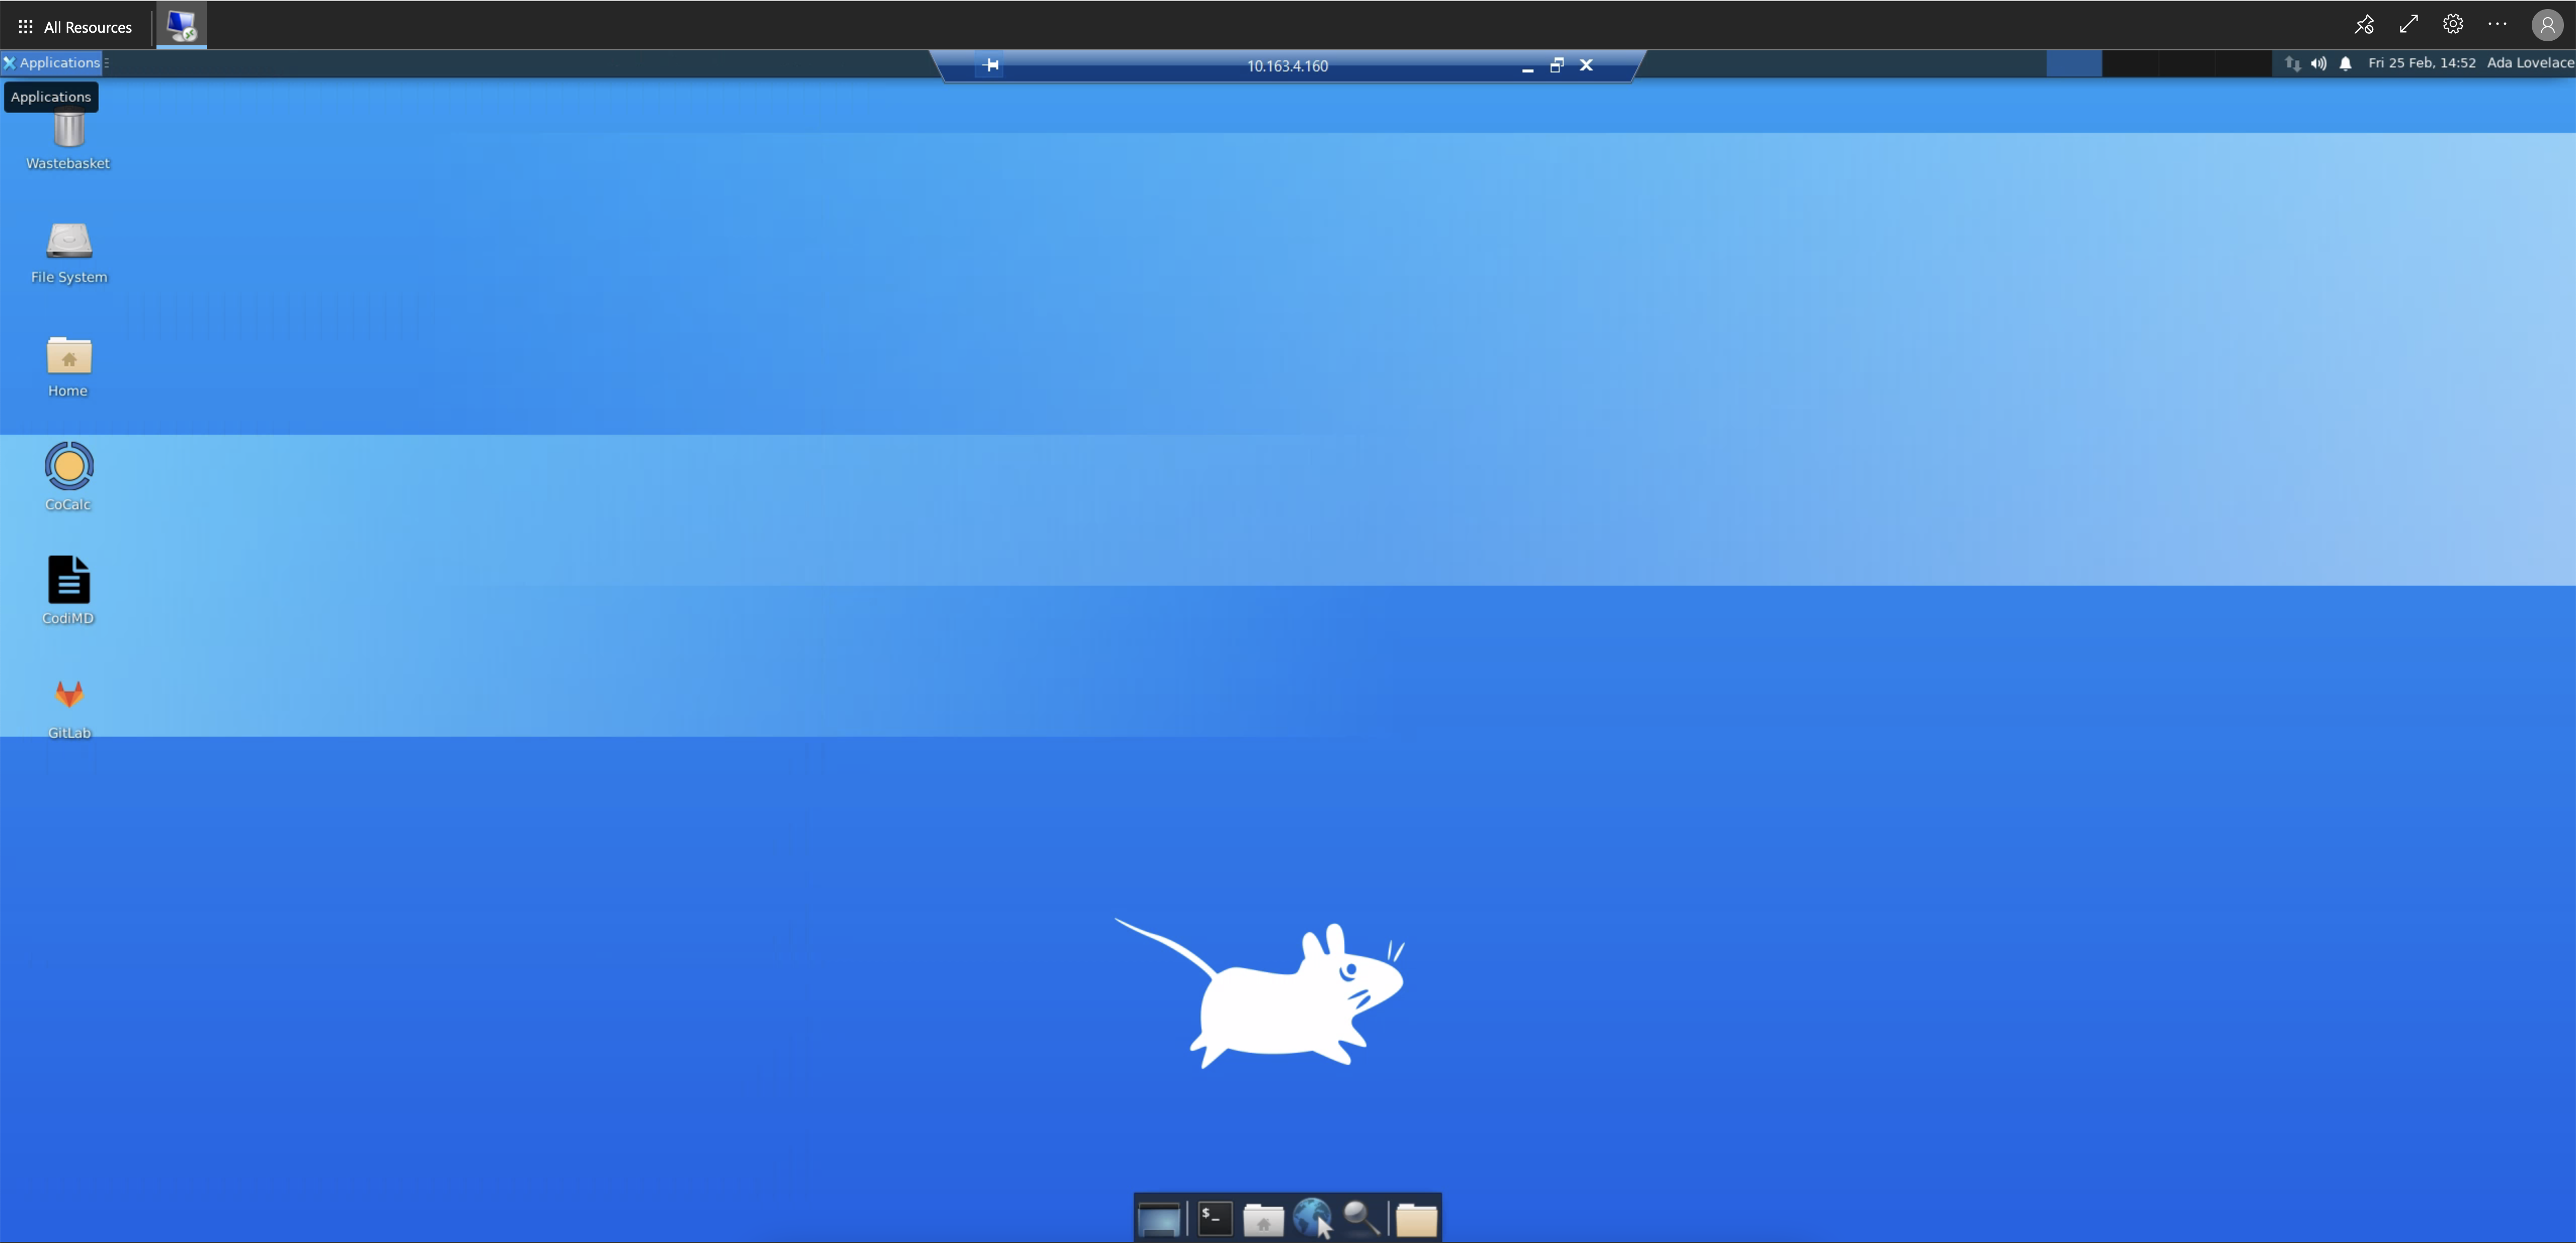 All Resources
Applications
10.163.4.160
Fri 25 Feb, 14:52 Ada Lovelace
Applications
Wastebasket
File System
Home
CoCalc
CodiMD
GitLab
$_